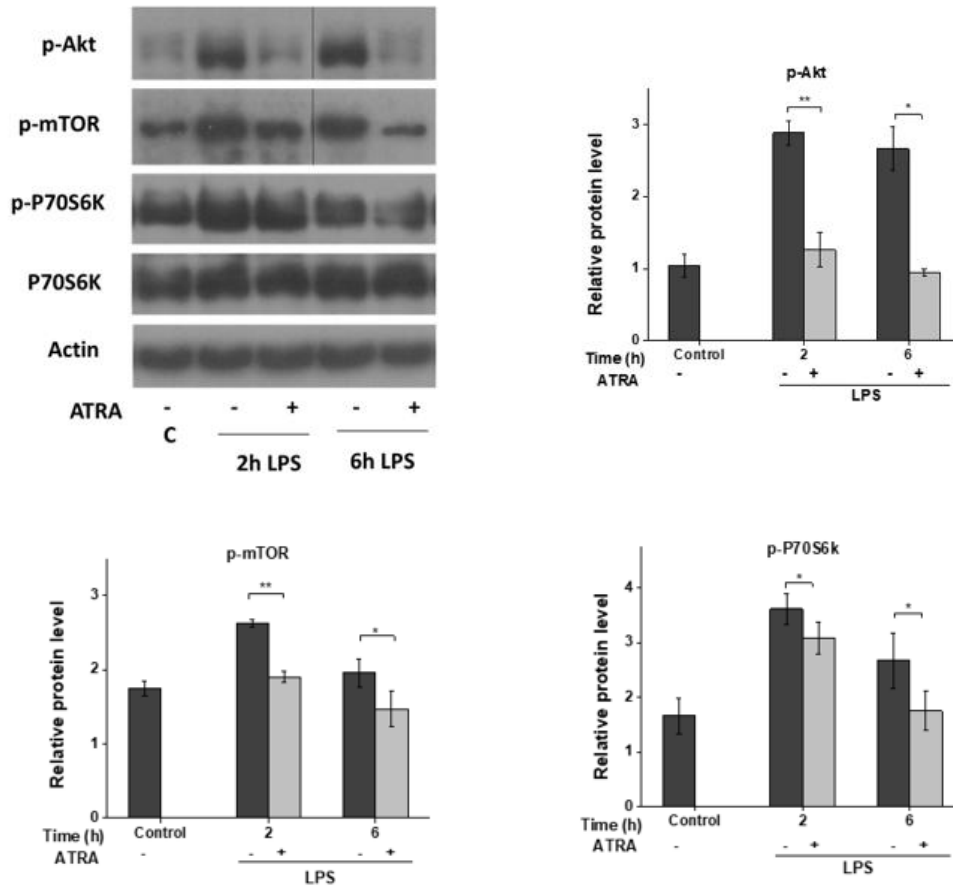 p-Akt
p-mTOR
p-P70S6K
P70S6K
Actin
ATRA - - + - +
C
2h LPS 6h LPS
p-Akt
Relative protein level
3
2
1
0
** *
Time (h) Control 2 6
ATRA - - + - +
LPS
p-mTOR
Relative protein level
3
2
1
0
** *
Time (h) Control 2 6
ATRA - - + - +
LPS
p-P70S6k
Relative protein level
4
3
2
1
0
* *
Time (h) Control 2 6
ATRA - - + - +
LPS